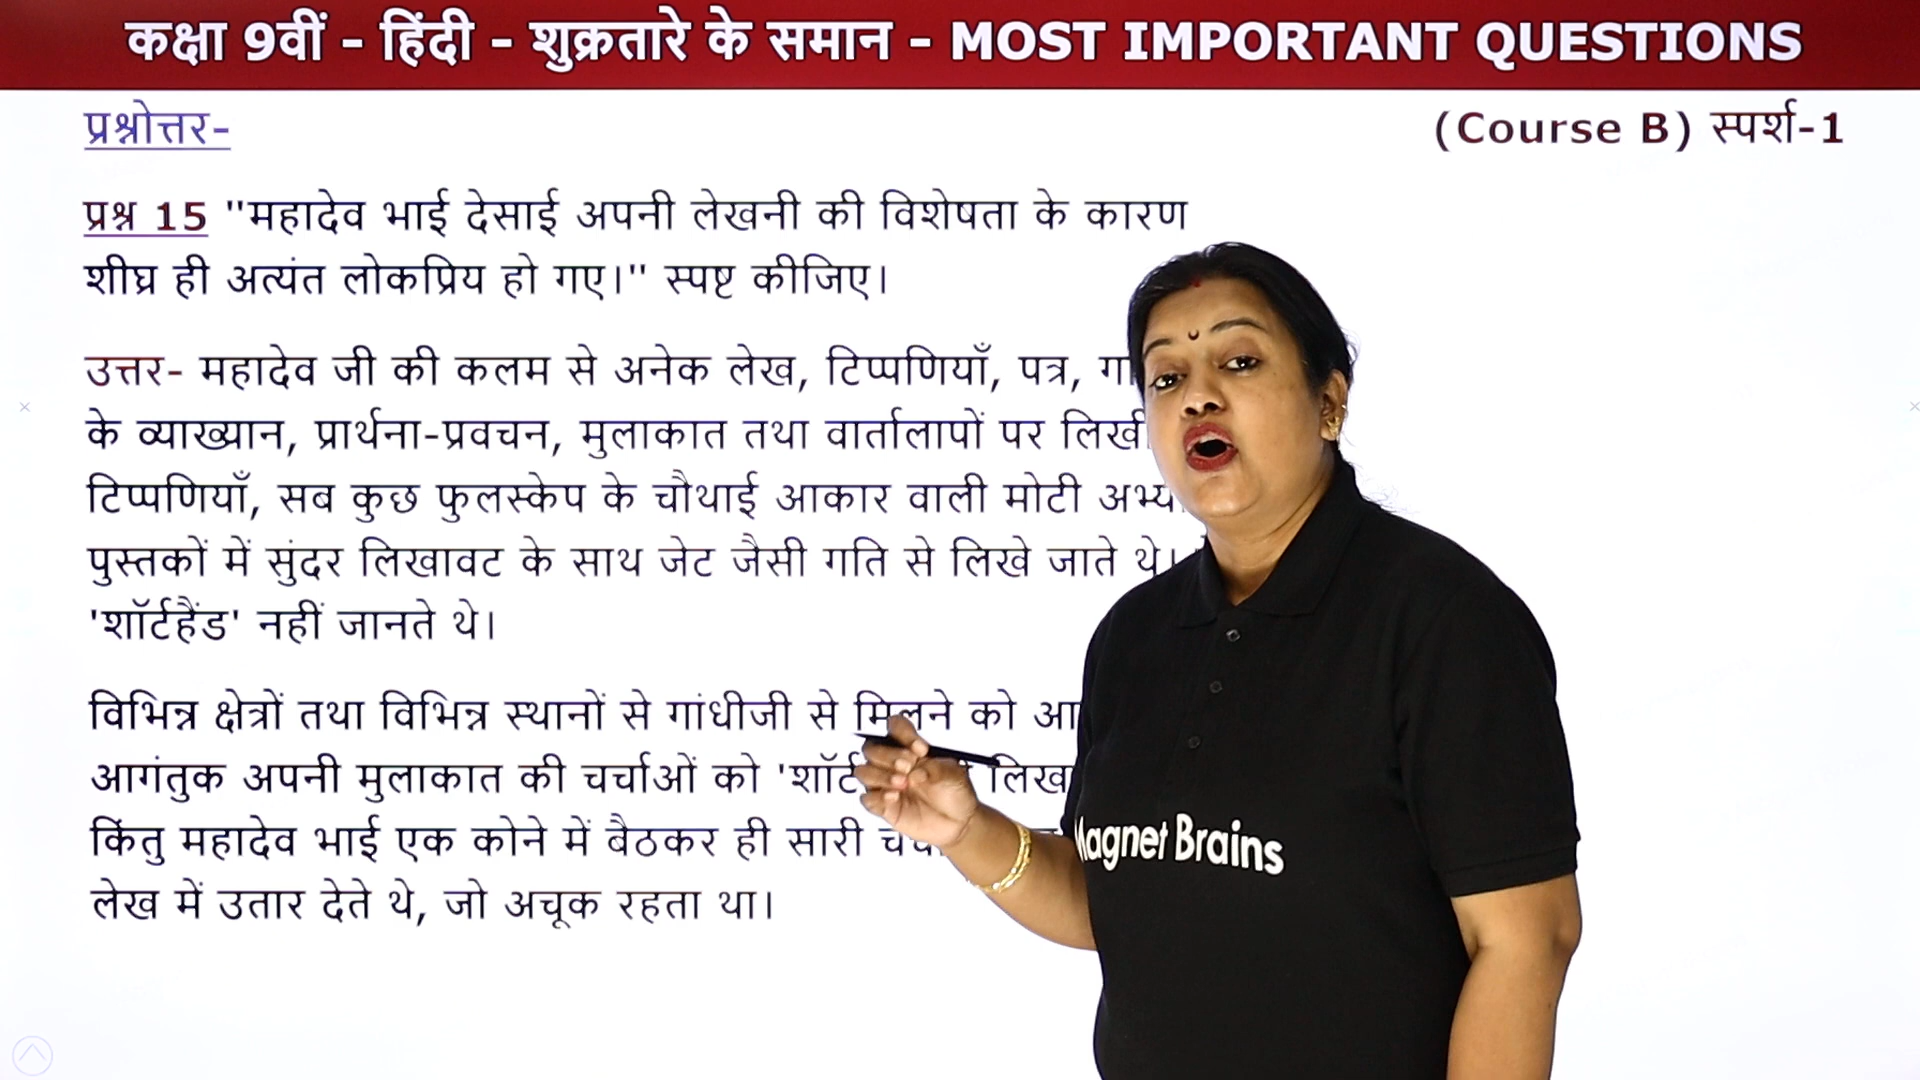 कक्षा 9वीं - हिंदी - शुक्रतारे के समान - MOST IMPORTANT QUESTIONS
प्रश्नोत्तर-
(Course B) स्पर्श-1
प्रश्न 15 "महादेव भाई देसाई अपनी लेखनी की विशेषता के कारण
शीघ्र ही अत्यंत लोकप्रिय हो गए।" स्पष्ट कीजिए।
उत्तर- महादेव जी की कलम से अनेक लेख, टिप्पणियाँ, पत्र,
के व्याख्यान, प्रार्थना-प्रवचन, मुलाकात तथा वार्तालापों पर लिखी
टिप्पणियाँ, सब कुछ फुलस्केप के चौथाई आकार वाली मोटी
पुस्तकों में सुंदर लिखावट के साथ जेट जैसी गति से लिखे जाते थे।
'शॉर्टहैंड' नहीं जानते थे।
विभिन्न क्षेत्रों तथा विभिन्न स्थानों से गांधीजी से मिलने को
आगंतुक अपनी मुलाकात की चर्चाओं को
किंतु महादेव भाई एक कोने में बैठकर ही सारी
लेख में उतार देते थे, जो अचूक रहता था।
Magnet Brains